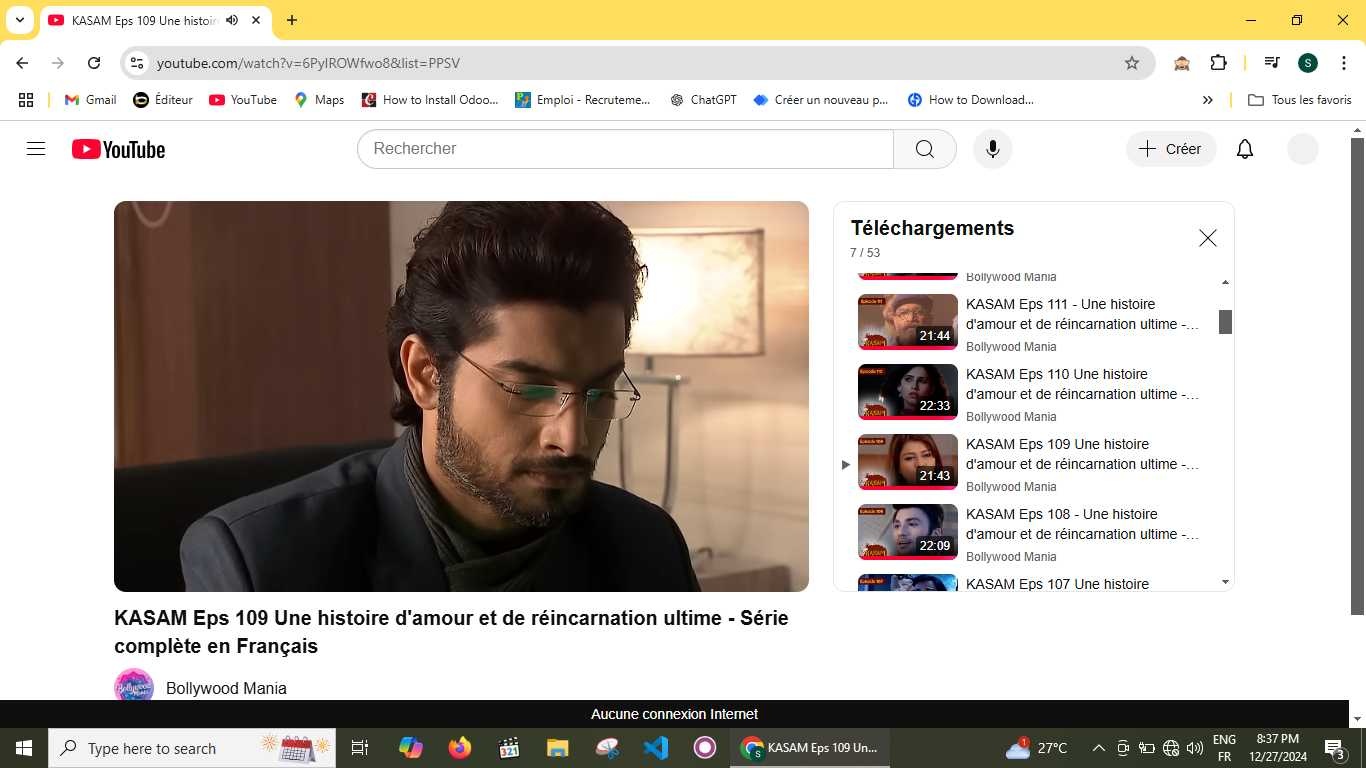 KASAM Eps 109 Une histoir
youtube.com/watch?v=6PyIROWfwo8&list=PPSV
S
Gmail
Éditeur
YouTube
Maps
How to Install Odoo...
Emploi - Recruteme...
ChatGPT
Créer un nouveau p...
How to Download...
Tous les favoris
YouTube
Rechercher
Créer
Téléchargements
7 / 53
Bollywood Mania
KASAM Eps 111 - Une histoire
d'amour et de réincarnation ultime -...
21:44
Bollywood Mania
KASAM Eps 110 Une histoire
d'amour et de réincarnation ultime -...
22:33
Bollywood Mania
KASAM Eps 109 Une histoire
d'amour et de réincarnation ultime -...
21:43
Bollywood Mania
KASAM Eps 108 - Une histoire
d'amour et de réincarnation ultime -...
22:09
Bollywood Mania
KASAM Eps 107 Une histoire
KASAM Eps 109 Une histoire d'amour et de réincarnation ultime - Série
complète en Français
Bollywood Mania
Aucune connexion Internet
Type here to search
KASAM Eps 109 Un...
27°C
ENG
FR
8:37 PM
12/27/2024
3